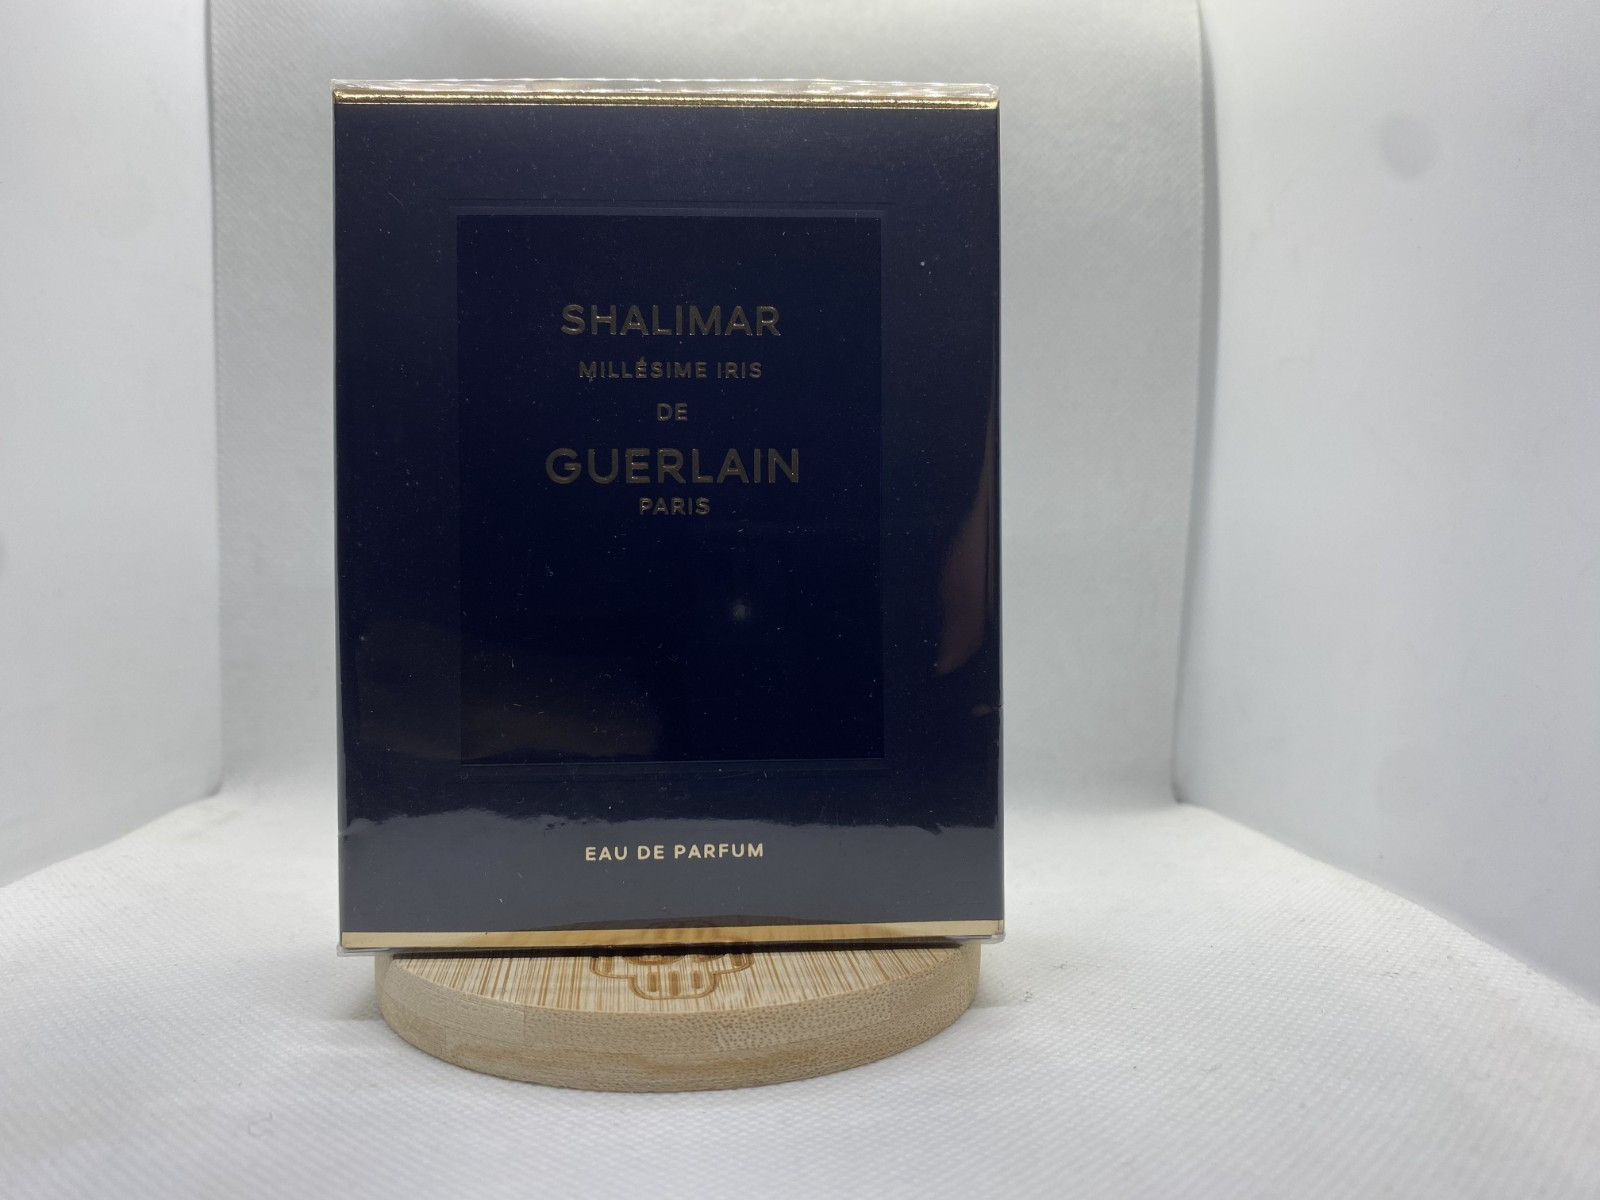 SHALIMAR
MILLÉSIME IRIS
DE
GUERLAIN
PARIS
EAU DE PARFUM